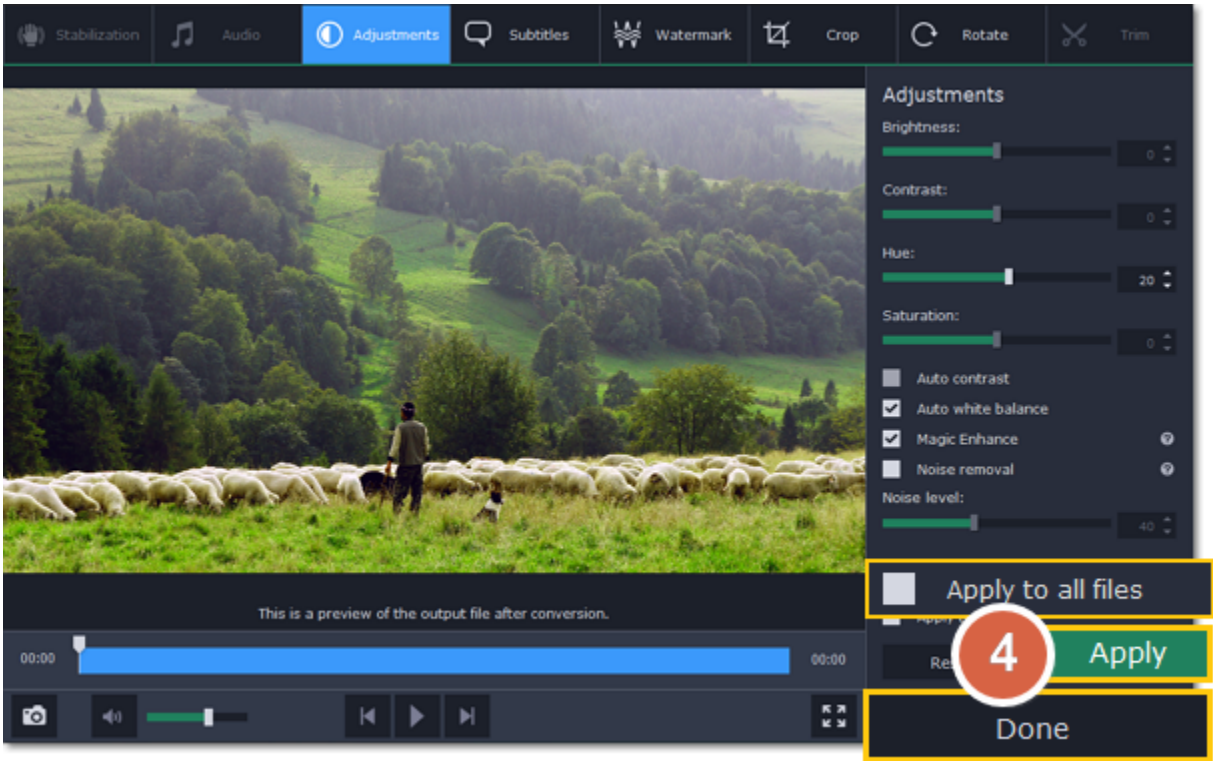 Stabilization
Audio
Adjustments
Subtitles
Watermark
Crop
Rotate
Trim
Adjustments
Brightness:
0
Contrast:
0
Hue:
20
Saturation:
0
Auto contrast
Auto white balance
Magic Enhance
Noise removal
Noise level:
40
Apply to all files
4
Apply
Done
This is a preview of the output file after conversion.
00:00
00:00